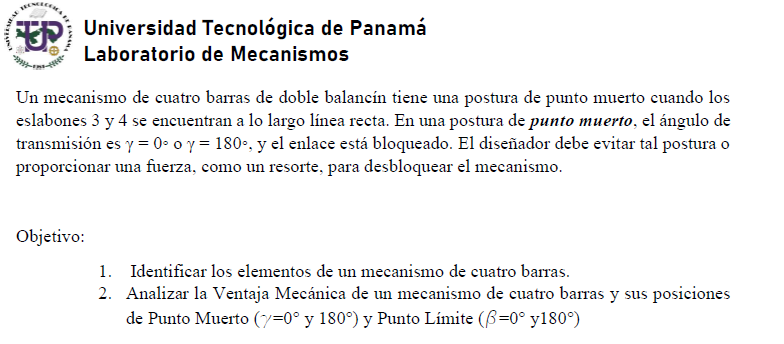 Universidad Tecnológica de Panamá
Laboratorio de Mecanismos
Un mecanismo de cuatro barras de doble balancín tiene una postura de punto muerto cuando los
eslabones 3 y 4 se encuentran a lo largo línea recta. En una postura de punto muerto, el ángulo de
transmisión es γ = 0° o γ = 180°, y el enlace está bloqueado. El diseñador debe evitar tal postura o
proporcionar una fuerza, como un resorte, para desbloquear el mecanismo.
Objetivo:
1. Identificar los elementos de un mecanismo de cuatro barras.
2. Analizar la Ventaja Mecánica de un mecanismo de cuatro barras y sus posiciones
de Punto Muerto (γ=0° y 180°) y Punto Límite (β=0° y180°)